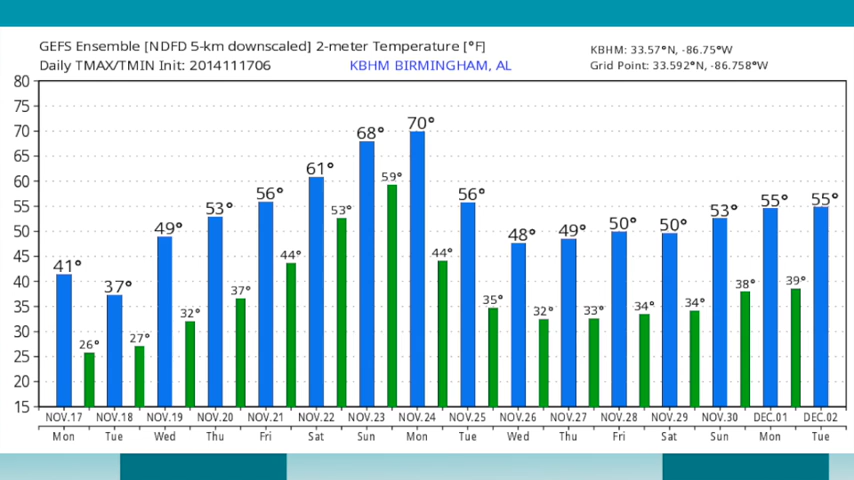 GEFS Ensemble [NDFD 5-km downscaled] 2-meter Temperature [°F]
Daily TMAX/TMIN Init: 2014111706 KBHM BIRMINGHAM, AL
KBHM: 33.57°N, -86.75°W
Grid Point: 33.592°N, -86.758°W
80
75
70
65
60
55
50
45
40
35
30
25
20
15
41° 26° 37° 27° 49° 32° 53° 37° 56° 44° 61° 53° 68° 59° 70° 44° 56° 35° 48° 32° 49° 33° 50° 34° 50° 34° 53° 38° 55° 39° 55°
NOV.17 NOV.18 NOV.19 NOV.20 NOV.21 NOV.22 NOV.23 NOV.24 NOV.25 NOV.26 NOV.27 NOV.28 NOV.29 NOV.30 DEC.01 DEC.02
Mon Tue Wed Thu Fri Sat Sun Mon Tue Wed Thu Fri Sat Sun Mon Tue